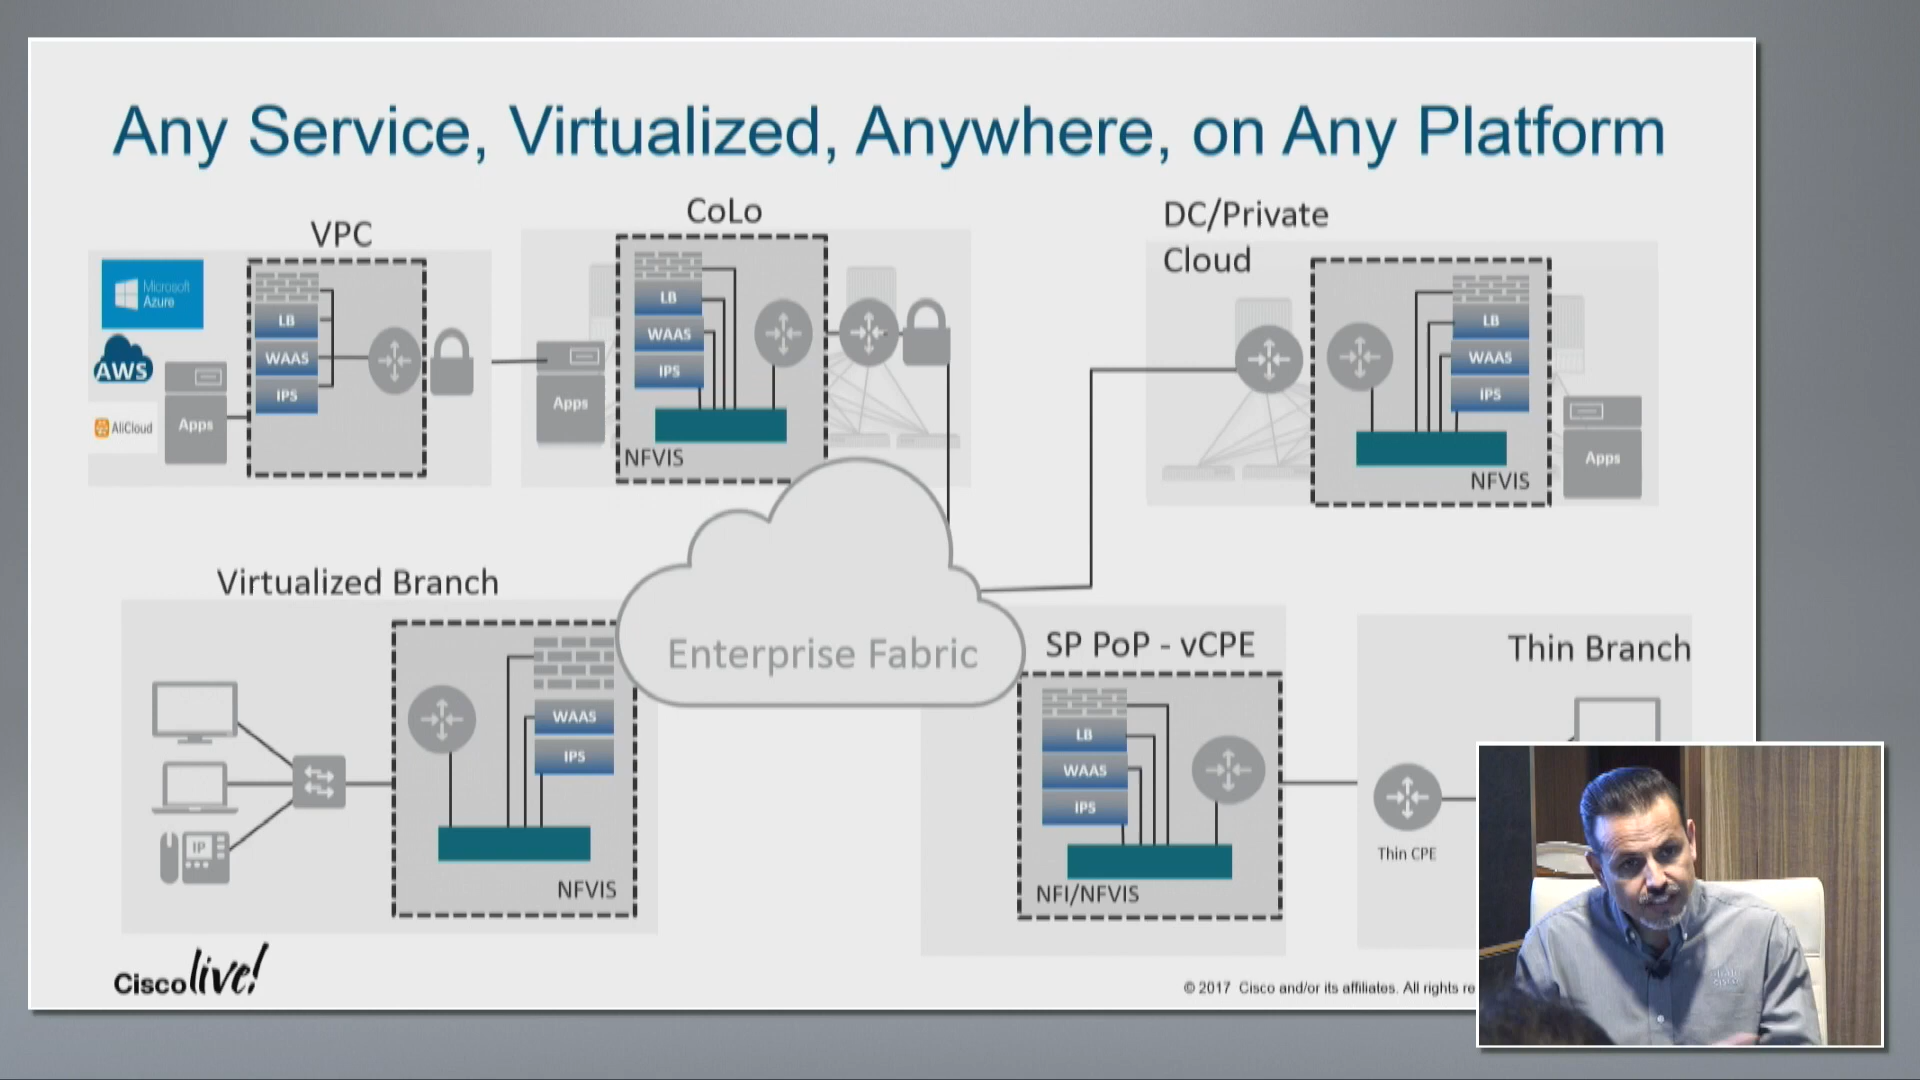 Any Service, Virtualized, Anywhere, on Any Platform
VPC
Microsoft
Azure
AWS
AliCloud
Apps
LB
WAAS
IPS
CoLo
Apps
LB
WAAS
IPS
NFVIS
DC/Private
Cloud
LB
WAAS
IPS
NFVIS
Apps
Enterprise Fabric
Virtualized Branch
IP
WAAS
IPS
NFVIS
SP PoP - vCPE
LB
WAAS
IPS
NFI/NFVIS
Thin Branch
Thin CPE
Cisco live!
© 2017 Cisco and/or its affiliates. All rights re